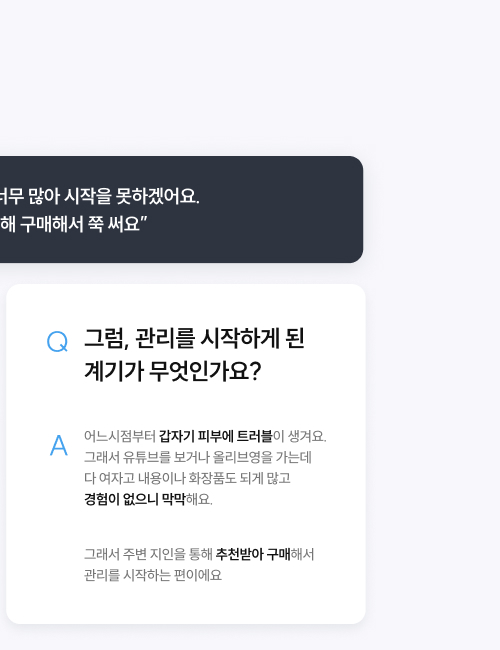 너무 많아 시작을 못하겠어요.
해 구매해서 쭉 써요”
Q 그럼, 관리를 시작하게 된
계기가 무엇인가요?
A 어느시점부터 갑자기 피부에 트러블이 생겨요.
그래서 유튜브를 보거나 올리브영을 가는데
다 여자고 내용이나 화장품도 되게 많고
경험이 없으니 막막해요.
그래서 주변 지인을 통해 추천받아 구매해서
관리를 시작하는 편이에요